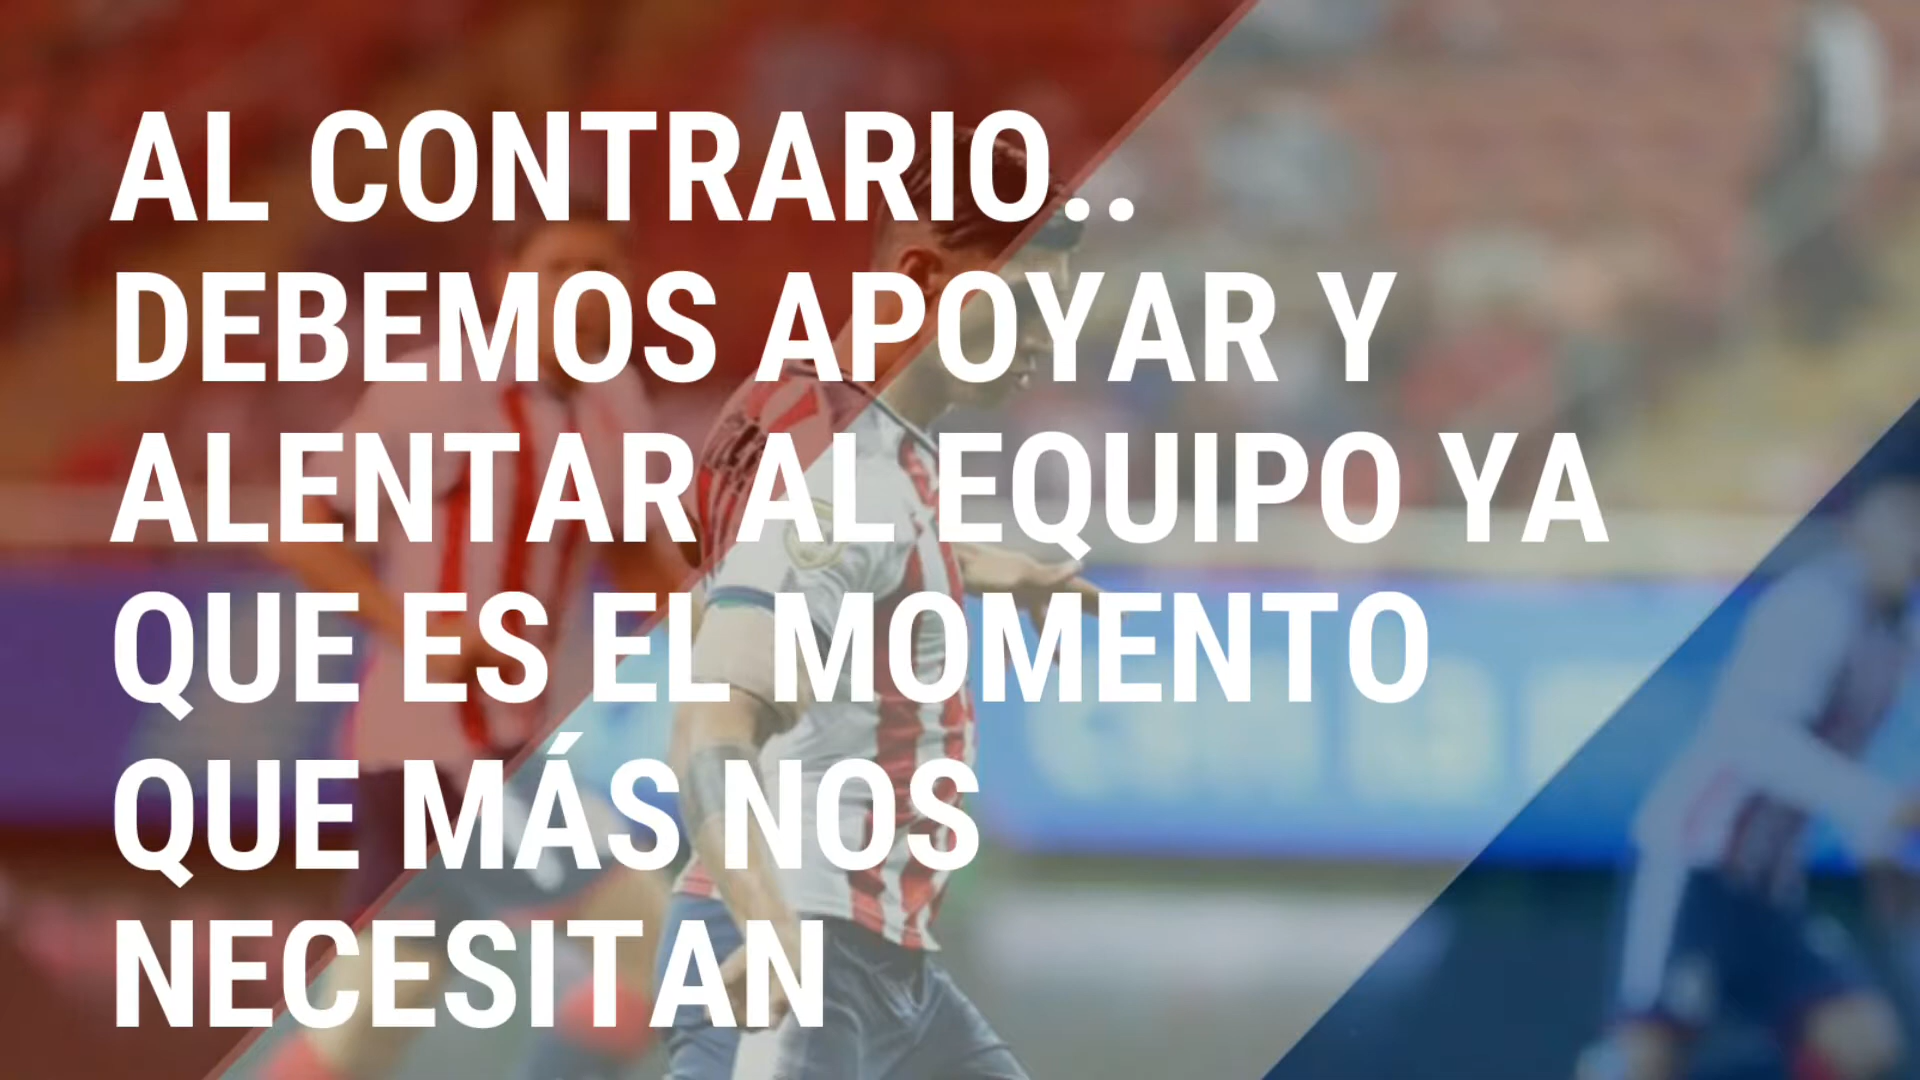 AL CONTRARIO..
DEBEMOS APOYAR Y
ALENTAR AL EQUIPO YA
QUE ES EL MOMENTO
QUE MÁS NOS
NECESITAN